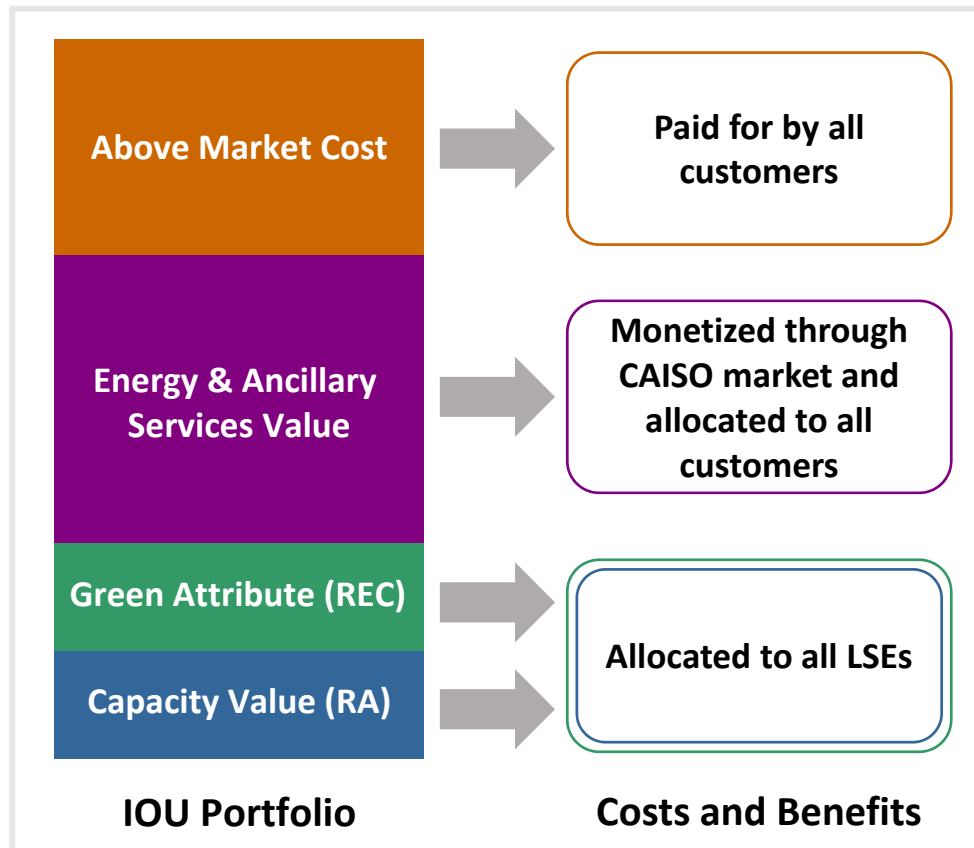 Above Market Cost
Paid for by all
customers
Energy & Ancillary
Services Value
Monetized through
CAISO market and
allocated to all
customers
Green Attribute (REC)
Capacity Value (RA)
Allocated to all LSEs
IOU Portfolio
Costs and Benefits